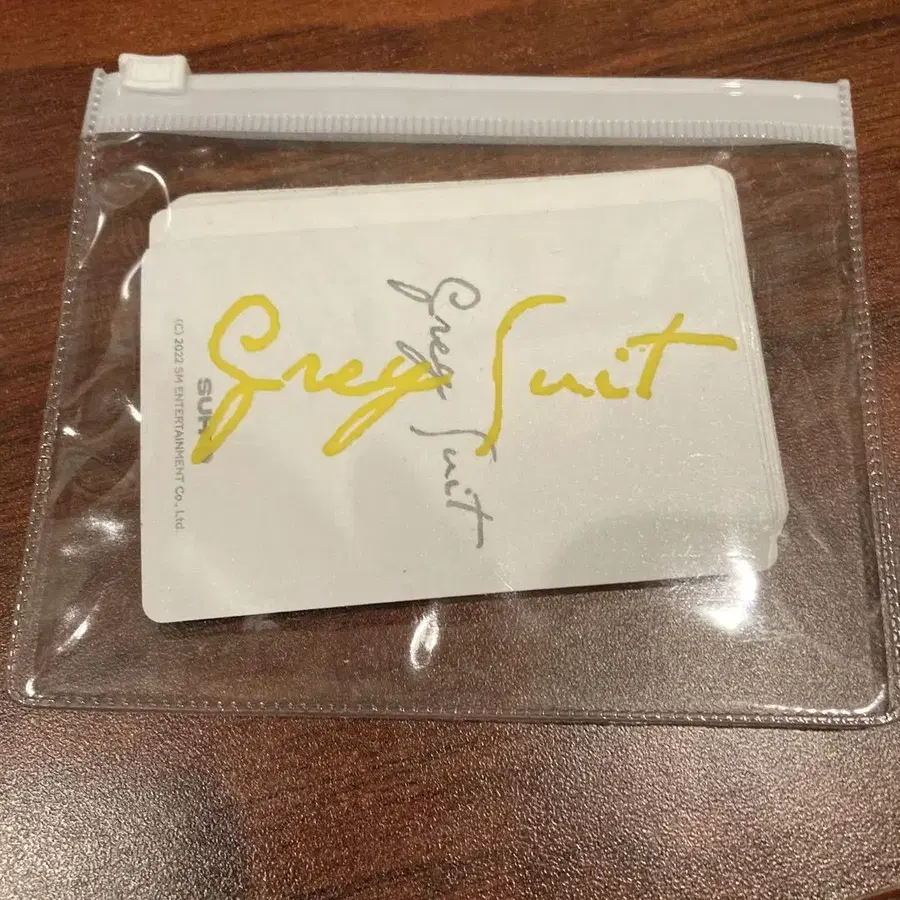 Grey Suit
Grey Suit
(C) 2022 SM ENTERTAINMENT Co., Ltd.